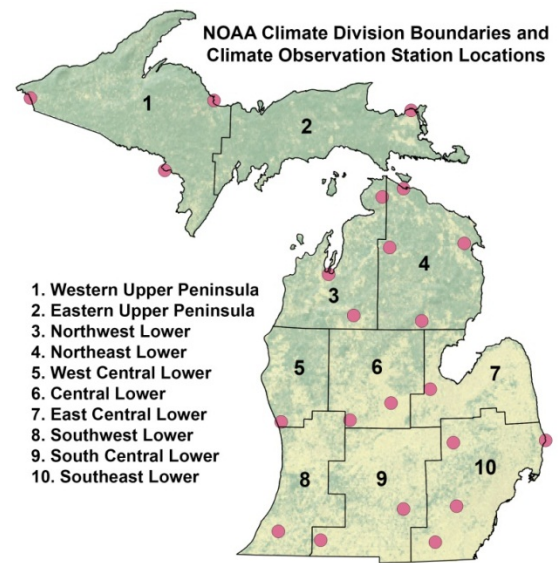 NOAA Climate Division Boundaries and
Climate Observation Station Locations
1
2
3
4
5
6
7
8
9
10
1. Western Upper Peninsula
2. Eastern Upper Peninsula
3. Northwest Lower
4. Northeast Lower
5. West Central Lower
6. Central Lower
7. East Central Lower
8. Southwest Lower
9. South Central Lower
10. Southeast Lower